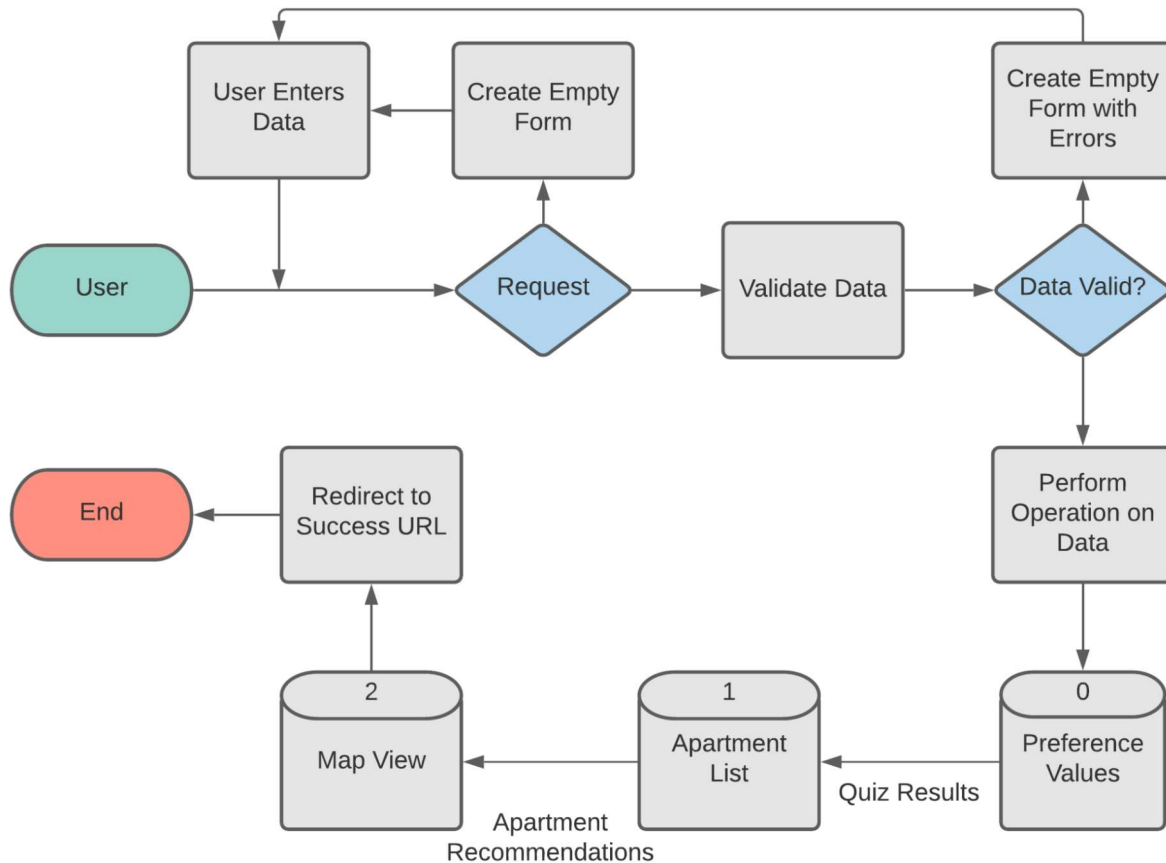 User Enters
Data
Create Empty
Form
Create Empty
Form with
Errors
User
Request
Validate Data
Data Valid?
End
Redirect to
Success URL
Perform
Operation on
Data
2
Map View
1
Apartment
List
0
Preference
Values
Quiz Results
Apartment
Recommendations